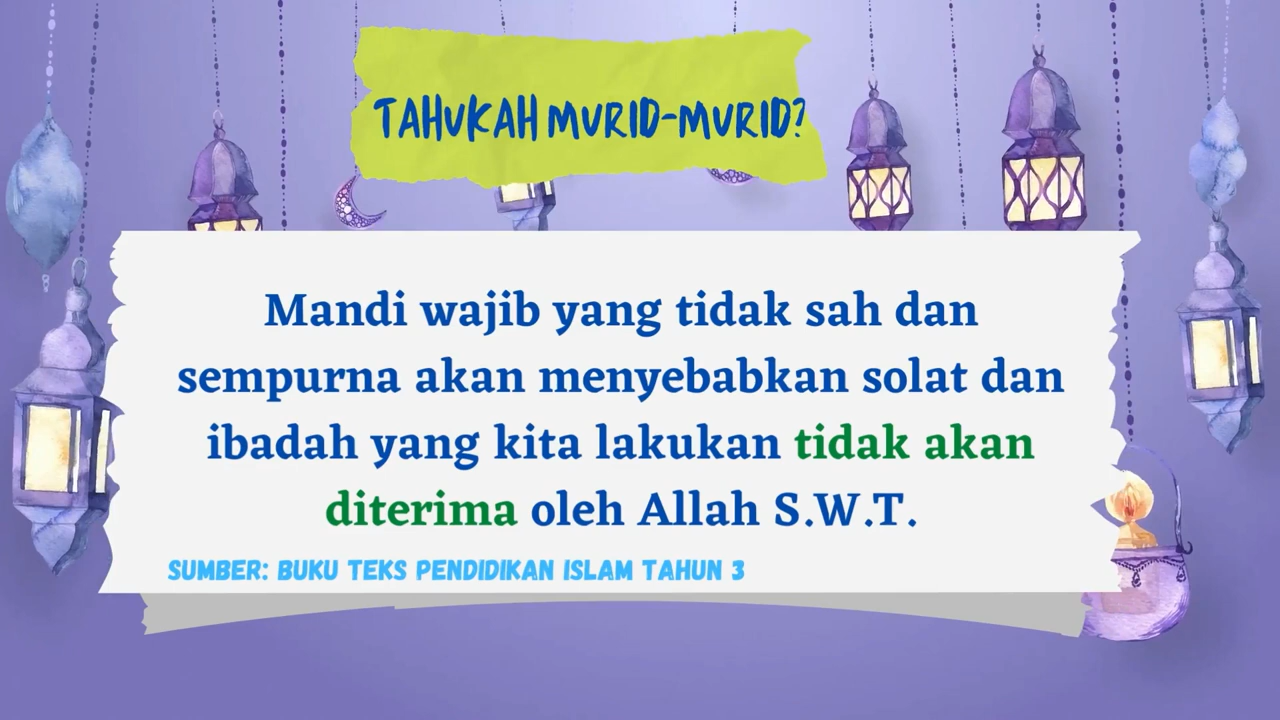 TAHUKAH MURID-MURID?
Mandi wajib yang tidak sah dan
sempurna akan menyebabkan solat dan
ibadah yang kita lakukan tidak akan
diterima oleh Allah S.W.T.
SUMBER: BUKU TEKS PENDIDIKAN ISLAM TAHUN 3